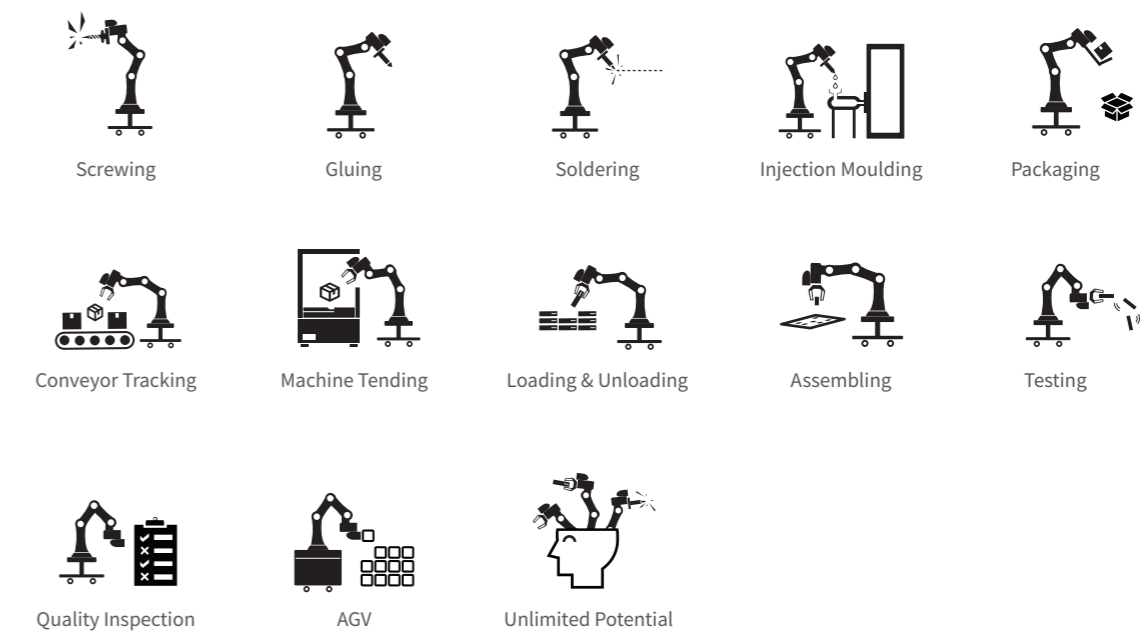 Screwing
Gluing
Soldering
Injection Moulding
Packaging
Conveyor Tracking
Machine Tending
Loading & Unloading
Assembling
Testing
Quality Inspection
AGV
Unlimited Potential